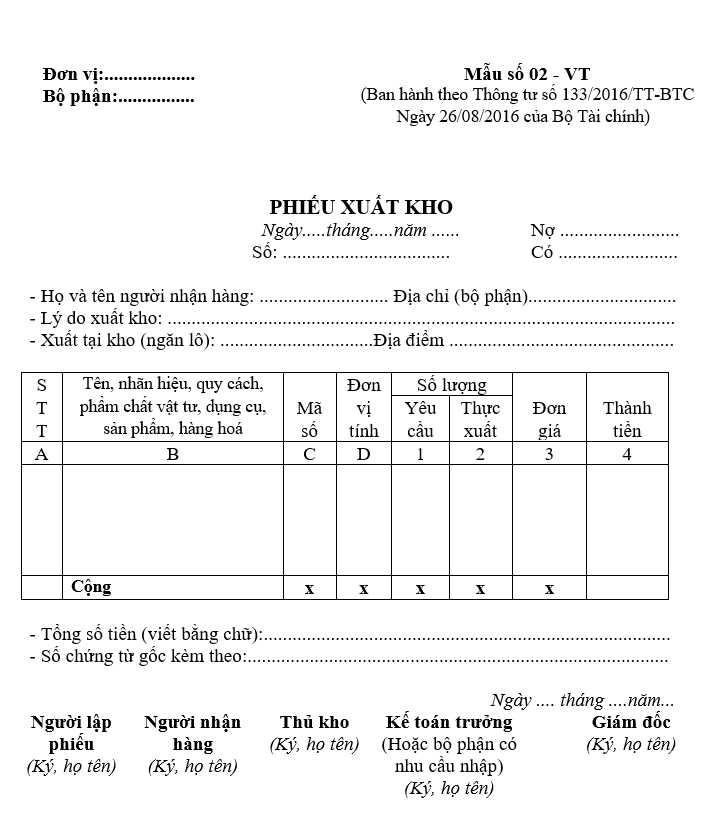 Đơn vị:...................
Mẫu số 02 - VT
Bộ phận:................
(Ban hành theo Thông tư số 133/2016/TT-BTC
Ngày 26/08/2016 của Bộ Tài chính)
PHIẾU XUẤT KHO
Ngày.....tháng.....năm ......
Nợ .........................
Số: ...................................
Có .........................
- Họ và tên người nhận hàng: ........................... Địa chỉ (bộ phận)...............................
- Lý do xuất kho: ...........................................................................................................
- Xuất tại kho (ngăn lô): ................................Địa điểm ...............................................
S
T
T
Tên, nhãn hiệu, quy cách,
phẩm chất vật tư, dụng cụ,
sản phẩm, hàng hoá
Mã
số
Đơn
vị
tính
Số lượng
Yêu
cầu
Thực
xuất
Đơn
giá
Thành
tiền
A B C D 1 2 3 4
Cộng x x x x x
- Tổng số tiền (viết bằng chữ):......................................................................................
- Số chứng từ gốc kèm theo:.........................................................................................
Ngày .... tháng ....năm...
Người lập
phiếu
(Ký, họ tên)
Người nhận
hàng
(Ký, họ tên)
Thủ kho
(Ký, họ tên)
Kế toán trưởng
(Hoặc bộ phận có
nhu cầu nhập)
(Ký, họ tên)
Giám đốc
(Ký, họ tên)